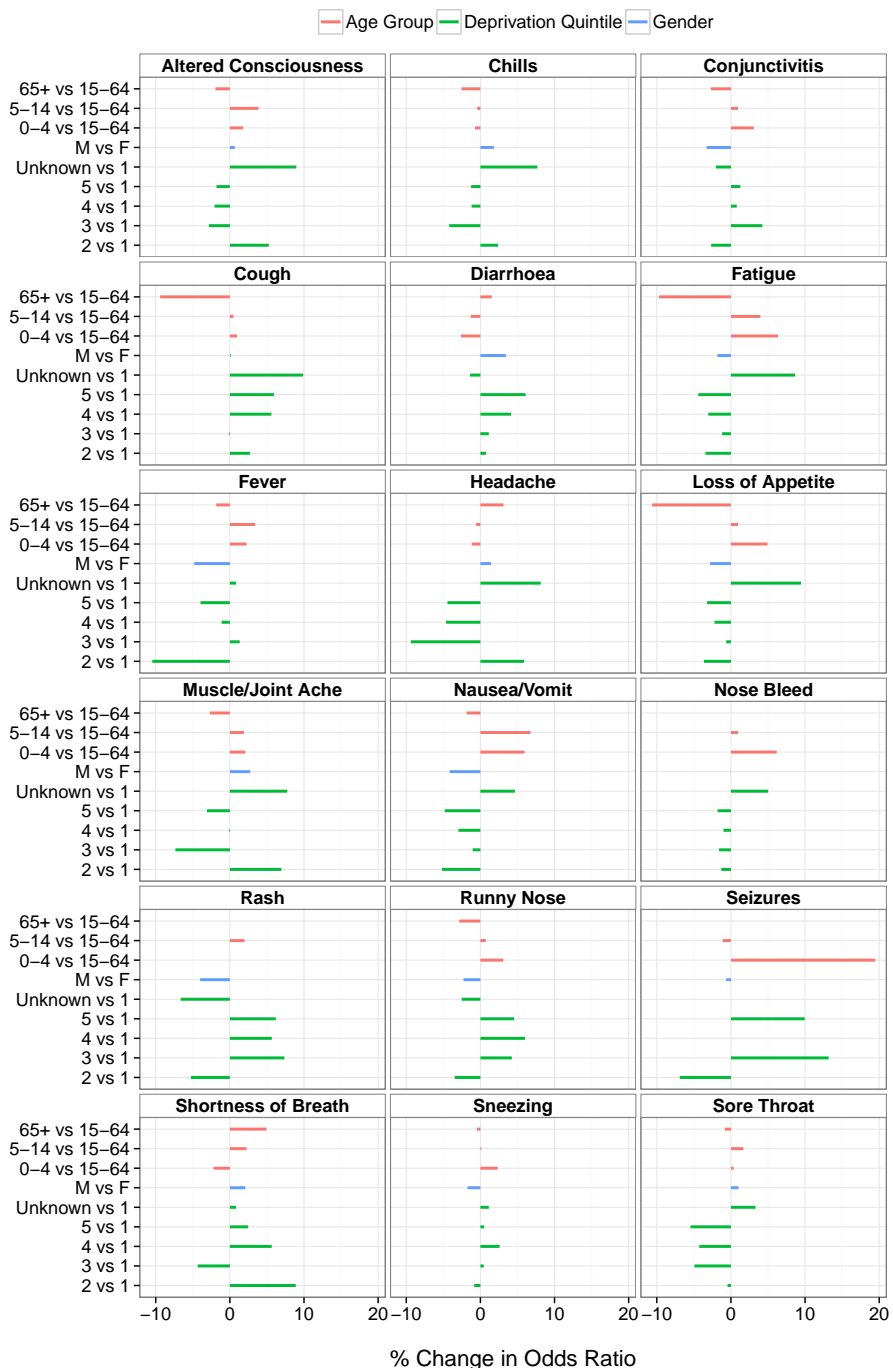 Age Group Deprivation Quintile Gender
Altered Consciousness Chills Conjunctivitis
65+ vs 15−64
5−14 vs 15−64
0−4 vs 15−64
M vs F
Unknown vs 1
5 vs 1
4 vs 1
3 vs 1
2 vs 1
Cough Diarrhoea Fatigue
65+ vs 15−64
5−14 vs 15−64
0−4 vs 15−64
M vs F
Unknown vs 1
5 vs 1
4 vs 1
3 vs 1
2 vs 1
Fever Headache Loss of Appetite
65+ vs 15−64
5−14 vs 15−64
0−4 vs 15−64
M vs F
Unknown vs 1
5 vs 1
4 vs 1
3 vs 1
2 vs 1
Muscle/Joint Ache Nausea/Vomit Nose Bleed
65+ vs 15−64
5−14 vs 15−64
0−4 vs 15−64
M vs F
Unknown vs 1
5 vs 1
4 vs 1
3 vs 1
2 vs 1
Rash Runny Nose Seizures
65+ vs 15−64
5−14 vs 15−64
0−4 vs 15−64
M vs F
Unknown vs 1
5 vs 1
4 vs 1
3 vs 1
2 vs 1
Shortness of Breath Sneezing Sore Throat
65+ vs 15−64
5−14 vs 15−64
0−4 vs 15−64
M vs F
Unknown vs 1
5 vs 1
4 vs 1
3 vs 1
2 vs 1
−10 0 10 20 −10 0 10 20 −10 0 10 20
% Change in Odds Ratio